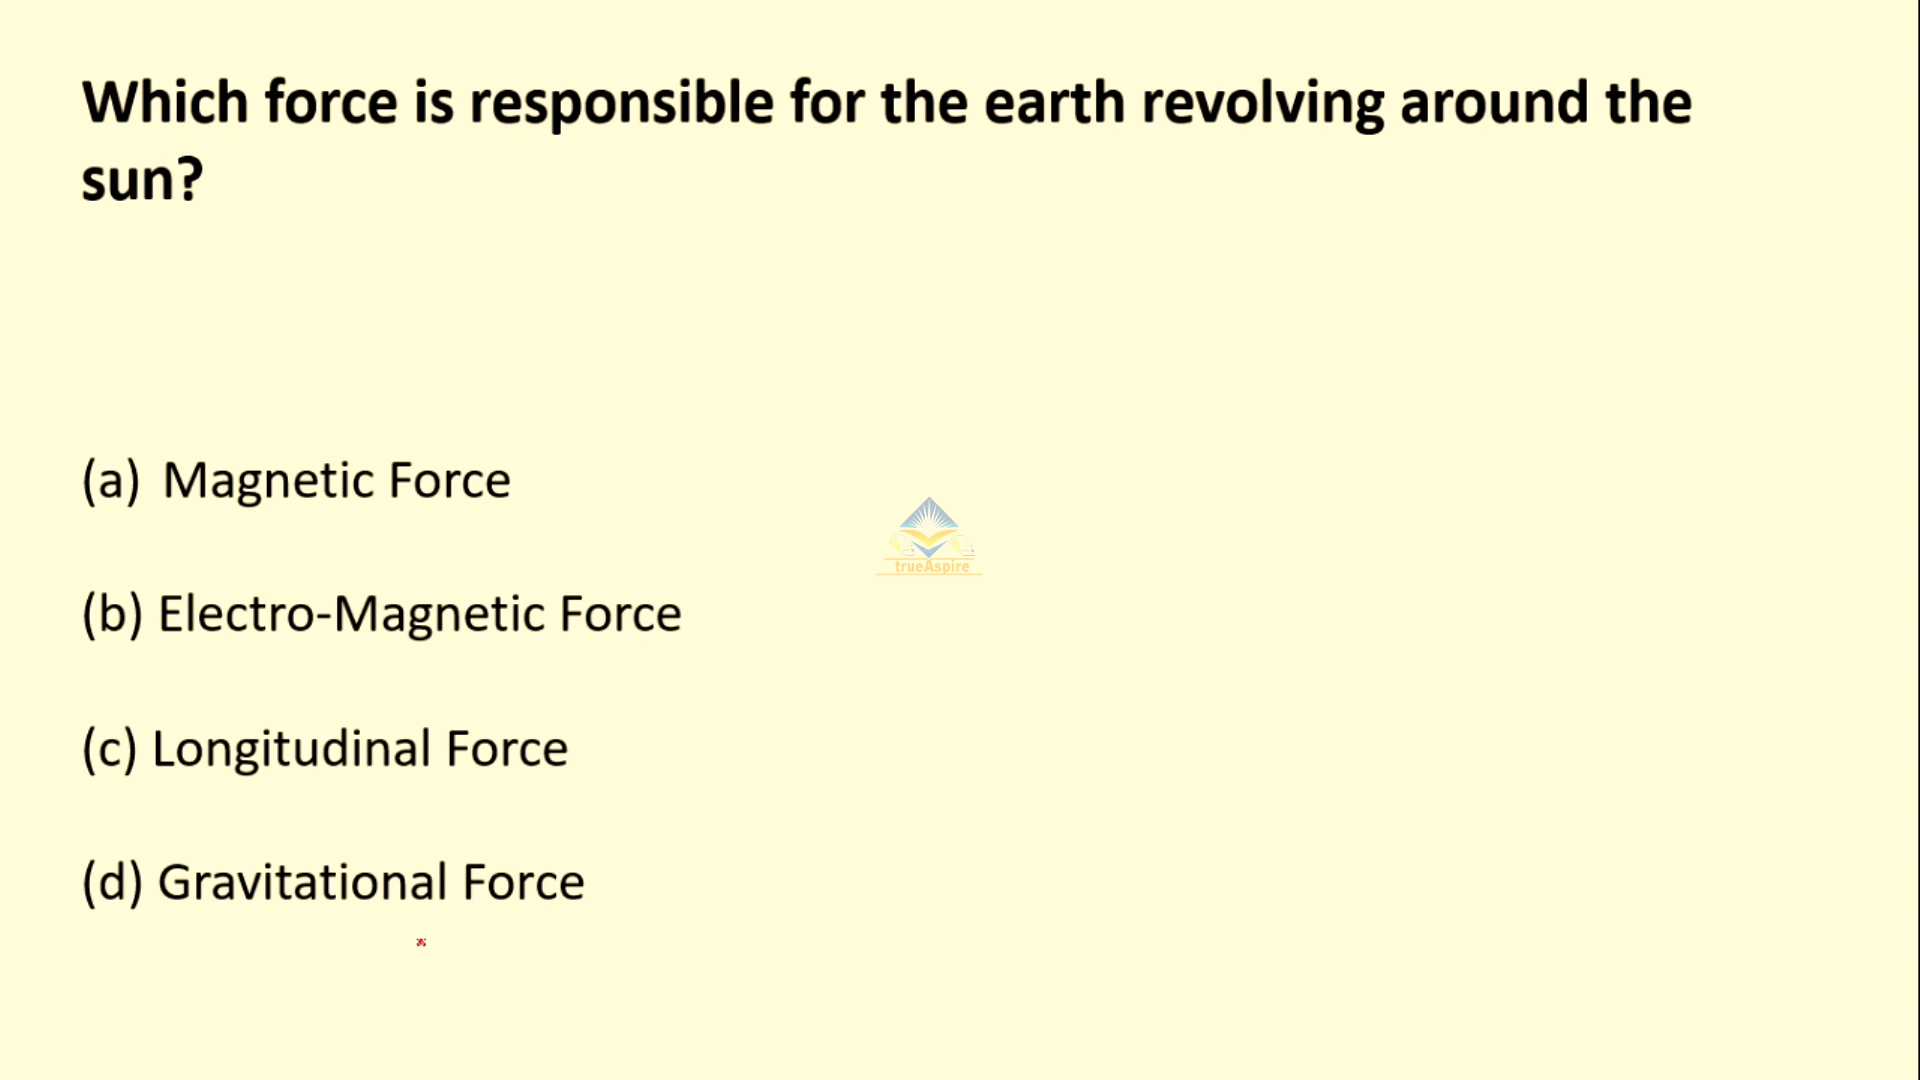 Which force is responsible for the earth revolving around the
sun?
(a) Magnetic Force
trueAspire
(b) Electro-Magnetic Force
(c) Longitudinal Force
(d) Gravitational Force